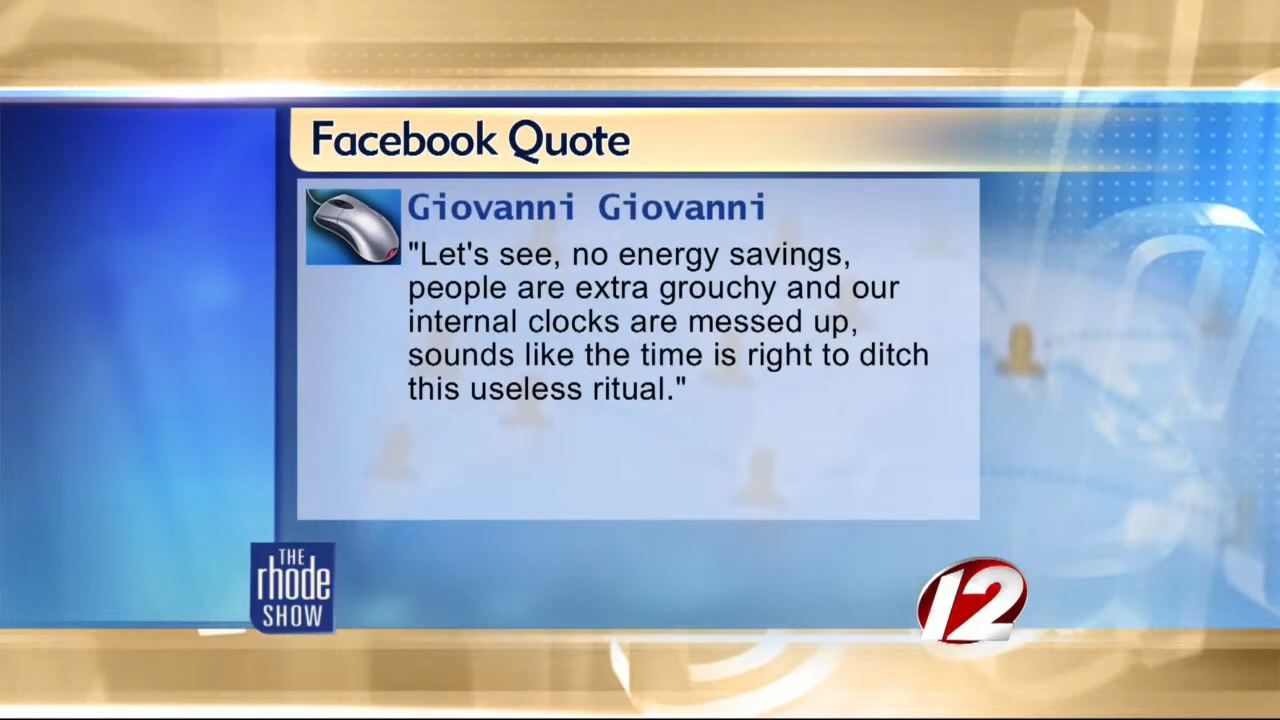 Facebook Quote
Giovanni Giovanni
"Let's see, no energy savings,
people are extra grouchy and our
internal clocks are messed up,
sounds like the time is right to ditch
this useless ritual."
THE
rhode
SHOW
12